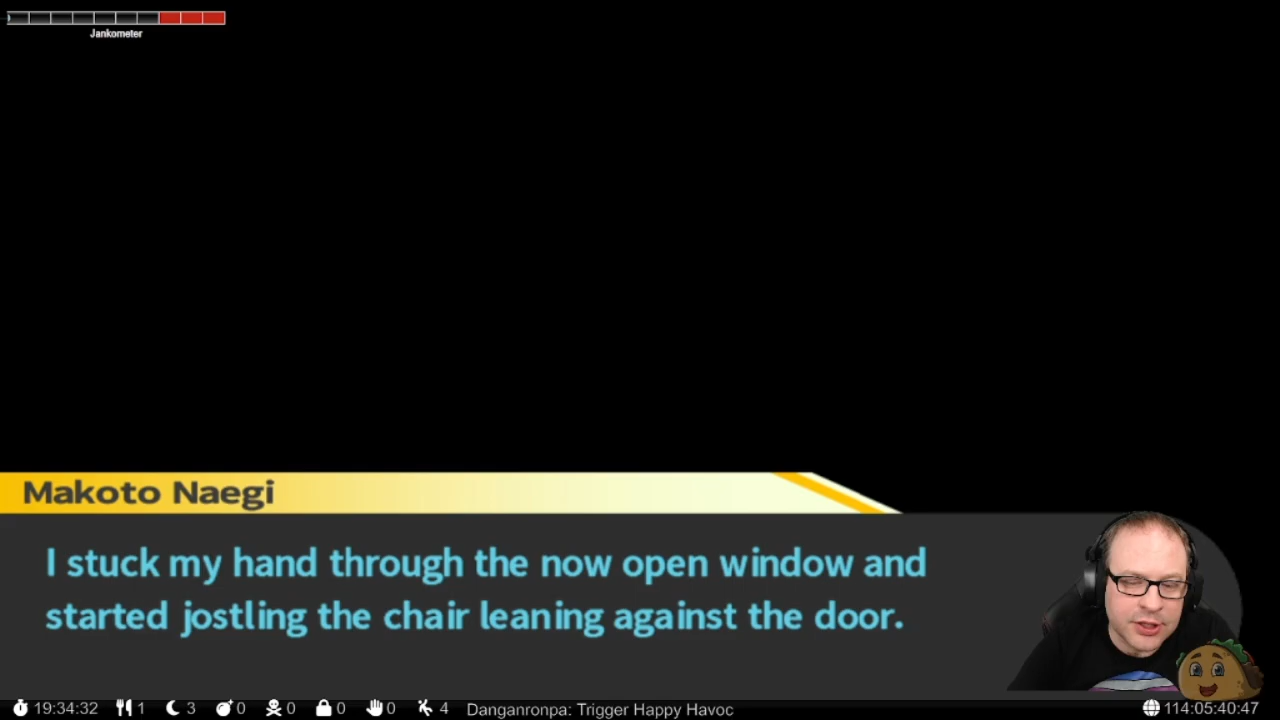 Jankometer
Makoto Naegi
I stuck my hand through the now open window and
started jostling the chair leaning against the door.
19:34:32 1 3 0 0 0 0 4 Danganronpa: Trigger Happy Havoc 114:05:40:47